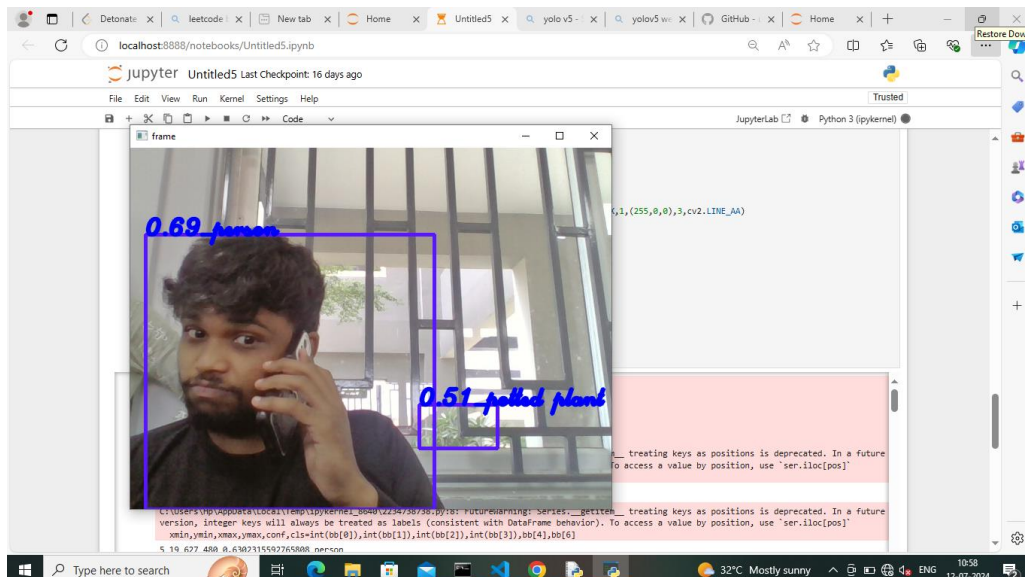 Detonate
leetcode
New tab
Home
Untitled5
yolo v5 -
yolov5 we
GitHub -
Home
Restore Dow
localhost:8888/notebooks/Untitled5.ipynb
jupyter Untitled5 Last Checkpoint: 16 days ago
File Edit View Run Kernel Settings Help
Trusted
Code
JupyterLab
Python 3 (ipykernel)
frame
,1,(255,0,0),3,cv2.LINE_AA)
0.69 person
0.51 potted plant
__ treating keys as positions is deprecated. In a future
To access a value by position, use `ser.iloc[pos]`
C:\Users\hp\AppData\Local\Temp\ipykernel_8640\2234738738.py:8: FutureWarning: Series.__getitem__ treating keys as positions is deprecated. In a future
version, integer keys will always be treated as labels (consistent with DataFrame behavior). To access a value by position, use `ser.iloc[pos]`
xmin,ymin,xmax,ymax,conf,cls=int(bb[0]),int(bb[1]),int(bb[2]),int(bb[3]),bb[4],bb[6]
5 19 627 480 0.6302315592765808 person
Type here to search
32°C Mostly sunny
ENG
10:58
12-07-2024